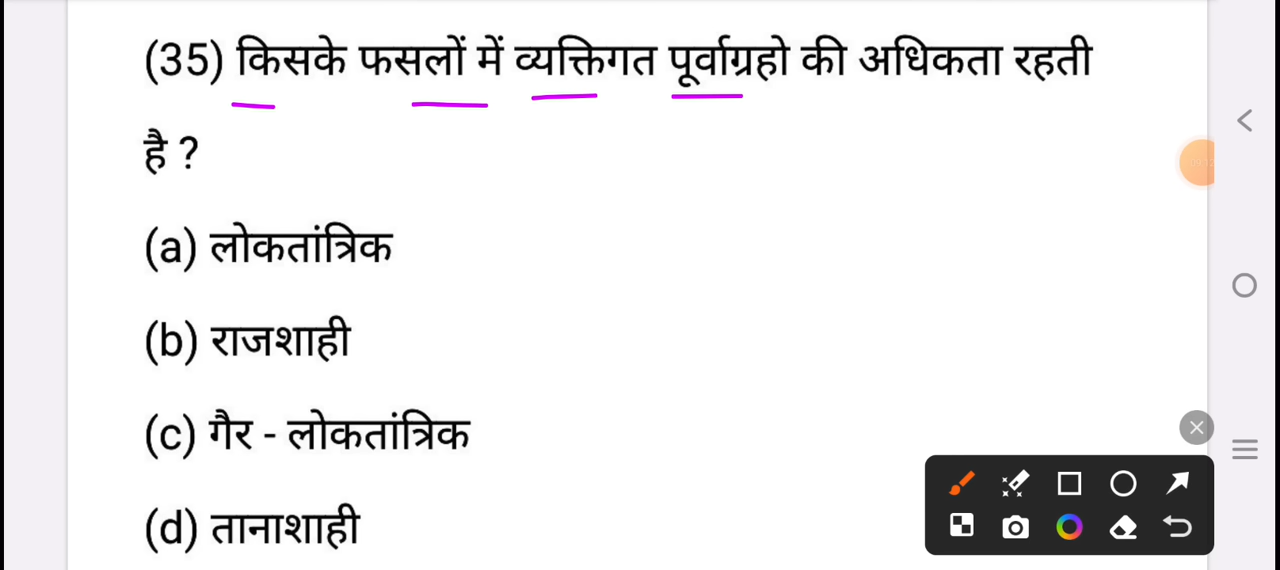 (35) किसके फसलों में व्यक्तिगत पूर्वाग्रहो की अधिकता रहती
है ?
(a) लोकतांत्रिक
(b) राजशाही
(c) गैर - लोकतांत्रिक
(d) तानाशाही